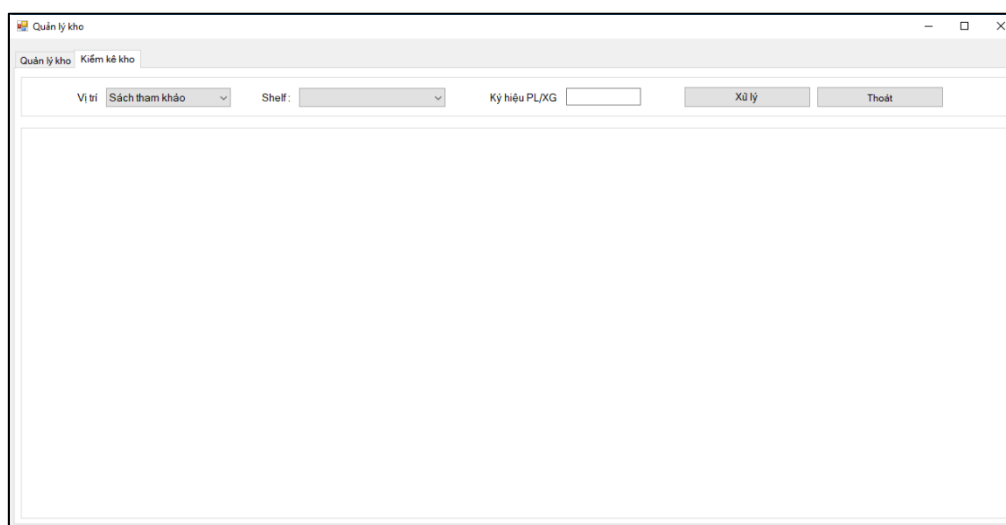 Quản lý kho
Quản lý kho Kiểm kê kho
Vị trí Sách tham khảo Shelf: Ký hiệu PL/XG Xử lý Thoát